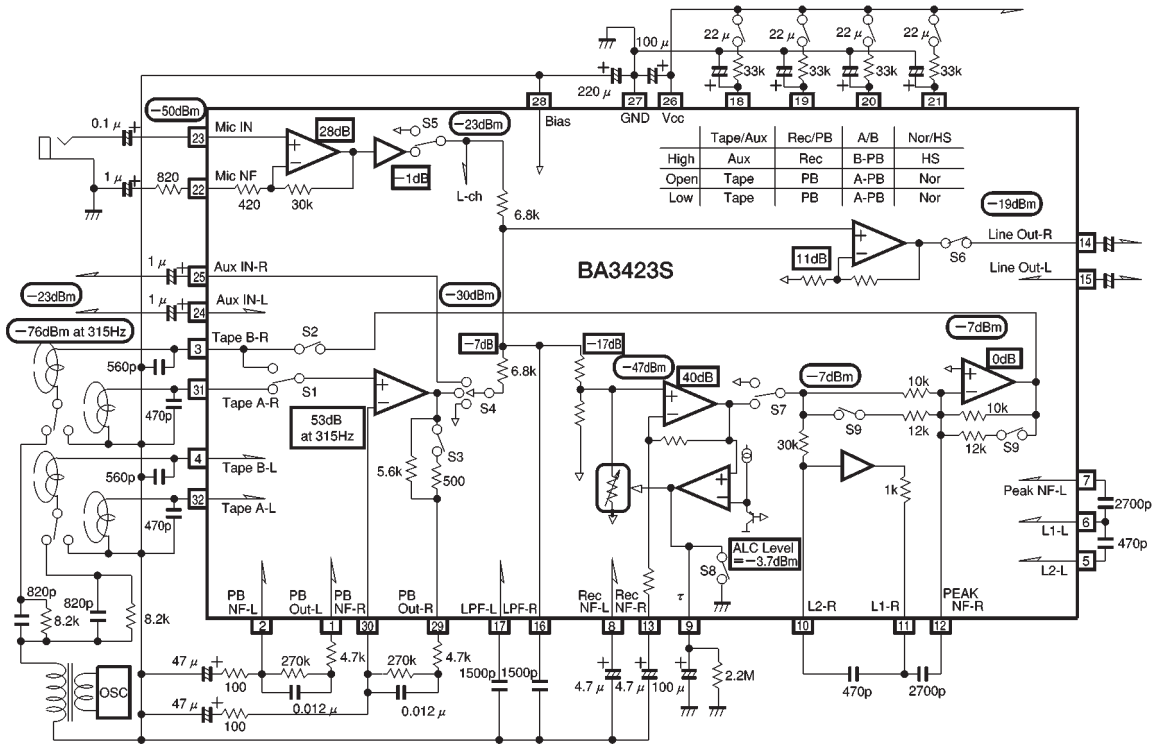 22 μ
22 μ
22 μ
22 μ
100 μ
220 μ
33k
33k
33k
33k
28
27
26
18
19
20
21
Bias
GND
Vcc
−50dBm
0.1 μ
23
Mic IN
28dB
S5
−23dBm
−1dB
L-ch
1 μ
820
22
Mic NF
420
30k
6.8k
Tape/Aux
Rec/PB
A/B
Nor/HS
High
Aux
Rec
B-PB
HS
Open
Tape
PB
A-PB
Nor
Low
Tape
PB
A-PB
Nor
−19dBm
Line Out-R
14
11dB
S6
Line Out-L
15
BA3423S
1 μ
25
Aux IN-R
−23dBm
1 μ
24
Aux IN-L
−30dBm
−76dBm at 315Hz
3
Tape B-R
S2
560p
31
Tape A-R
S1
470p
53dB
at 315Hz
−7dB
6.8k
S4
−17dB
−47dBm
40dB
S7
−7dBm
−7dBm
0dB
10k
10k
S9
12k
12k
S9
30k
1k
S3
5.6k
500
4
Tape B-L
560p
32
Tape A-L
470p
7
Peak NF-L
2700p
6
L1-L
470p
5
L2-L
ALC Level
=−3.7dBm
S8
τ
820p
8.2k
820p
8.2k
PB
NF-L
PB
Out-L
PB
NF-R
PB
Out-R
LPF-L
LPF-R
Rec
NF-L
Rec
NF-R
L2-R
L1-R
PEAK
NF-R
2
1
30
29
17
16
8
13
9
10
11
12
47 μ
100
270k
4.7k
0.012 μ
270k
4.7k
0.012 μ
47 μ
100
1500p
1500p
4.7 μ
4.7 μ
100 μ
2.2M
470p
2700p
OSC